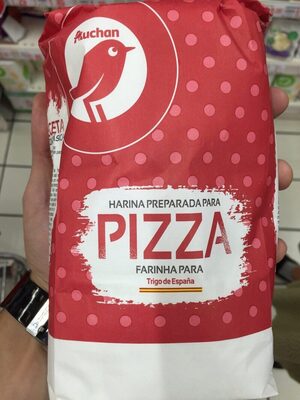 Auchan
HARINA PREPARADA PARA
PIZZA
FARINHA PARA
Trigo de España